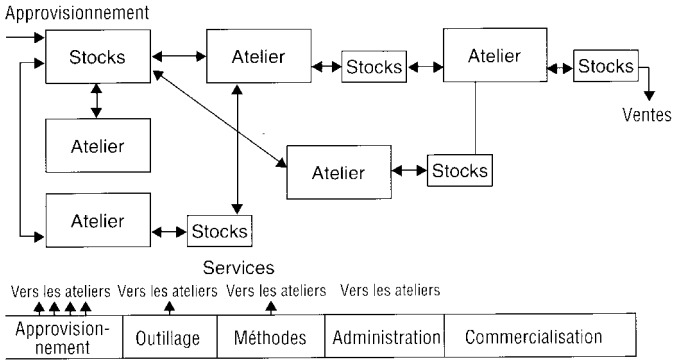 Approvisionnement
Stocks
Atelier
Stocks
Atelier
Stocks
Ventes
Atelier
Atelier
Stocks
Atelier
Stocks
Services
Vers les ateliers Vers les ateliers Vers les ateliers Vers les ateliers
Approvision-
nement
Outillage
Méthodes
Administration
Commercialisation